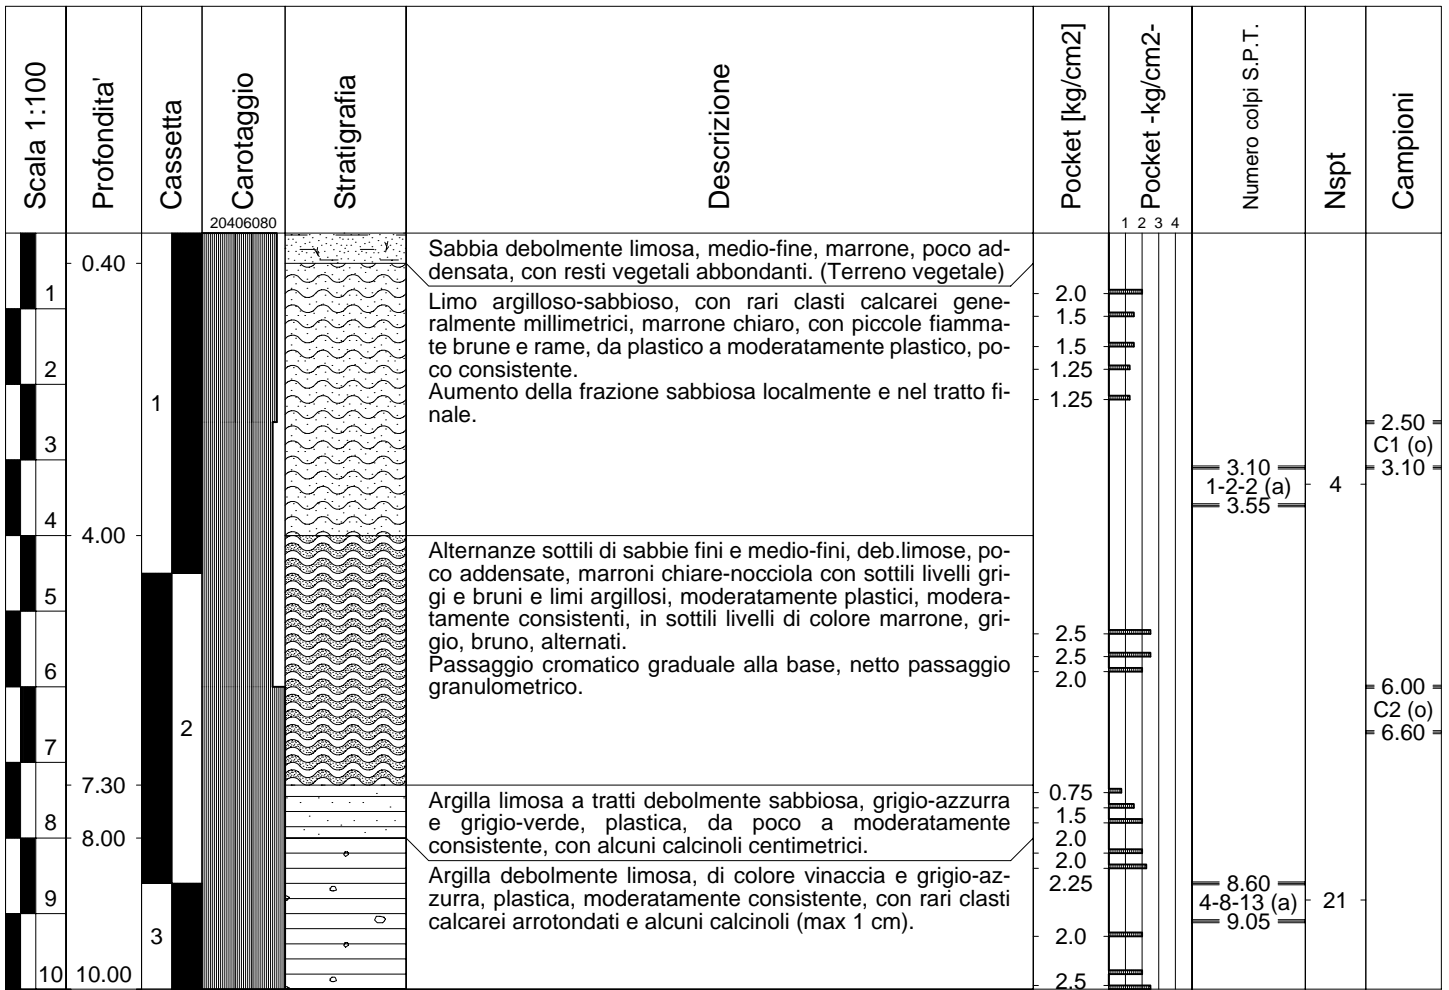 Scala 1:100
Profondita'
Cassetta
Carotaggio
20406080
Stratigrafia
Descrizione
Pocket [kg/cm2]
Pocket -kg/cm2-
1 2 3 4
Numero colpi S.P.T.
Nspt
Campioni
0.40
Sabbia debolmente limosa, medio-fine, marrone, poco ad-
densata, con resti vegetali abbondanti. (Terreno vegetale)
1
Limo argilloso-sabbioso, con rari clasti calcarei gene-
ralmente millimetrici, marrone chiaro, con piccole fiamma-
te brune e rame, da plastico a moderatamente plastico, po-
co consistente.
Aumento della frazione sabbiosa localmente e nel tratto fi-
nale.
2.0
1.5
1.5
1.25
1.25
2
1
3
2.50
C1 (o)
3.10
3.10
1-2-2 (a)
3.55
4
4
4.00
Alternanze sottili di sabbie fini e medio-fini, deb.limose, po-
co addensate, marroni chiare-nocciola con sottili livelli gri-
gi e bruni e limi argillosi, moderatamente plastici, modera-
tamente consistenti, in sottili livelli di colore marrone, gri-
gio, bruno, alternati.
Passaggio cromatico graduale alla base, netto passaggio
granulometrico.
5
2.5
2.5
2.0
6
6.00
C2 (o)
6.60
2
7
7.30
Argilla limosa a tratti debolmente sabbiosa, grigio-azzurra
e grigio-verde, plastica, da poco a moderatamente
consistente, con alcuni calcinoli centimetrici.
0.75
1.5
2.0
2.0
2.25
8
8.00
Argilla debolmente limosa, di colore vinaccia e grigio-az-
zurra, plastica, moderatamente consistente, con rari clasti
calcarei arrotondati e alcuni calcinoli (max 1 cm).
8.60
4-8-13 (a)
9.05
21
9
3
2.0
2.5
10
10.00